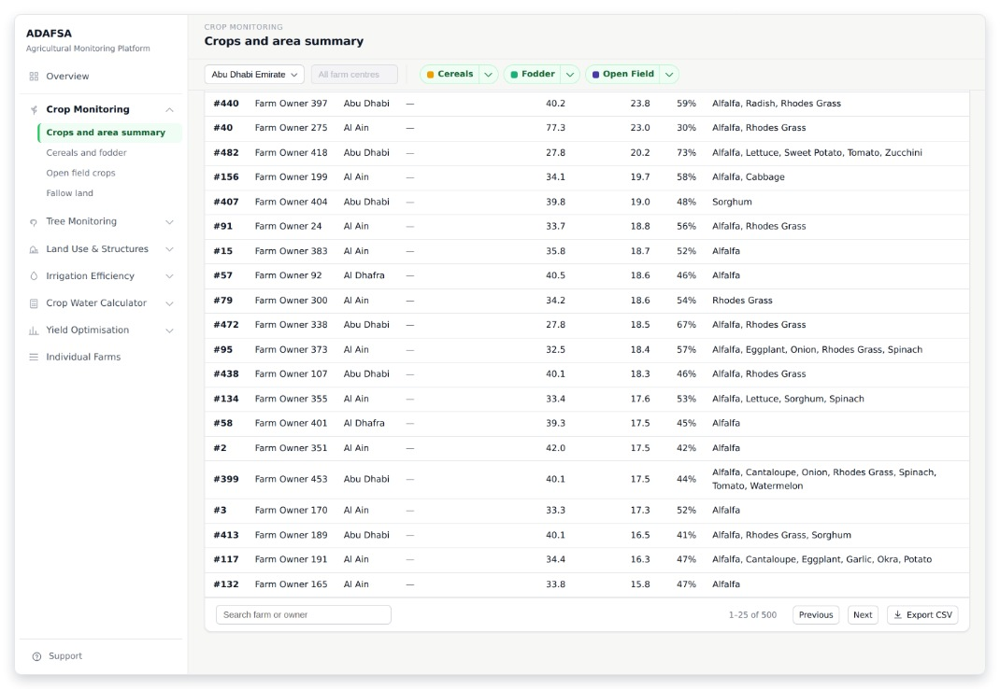 ADAFSA
Agricultural Monitoring Platform
Overview
Crop Monitoring
Crops and area summary
Cereals and fodder
Open field crops
Fallow land
Tree Monitoring
Land Use & Structures
Irrigation Efficiency
Crop Water Calculator
Yield Optimisation
Individual Farms
Support
CROP MONITORING
Crops and area summary
Abu Dhabi Emirate All farm centres Cereals Fodder Open Field
#440 Farm Owner 397 Abu Dhabi — 40.2 23.8 59% Alfalfa, Radish, Rhodes Grass
#40 Farm Owner 275 Al Ain — 77.3 23.0 30% Alfalfa, Rhodes Grass
#482 Farm Owner 418 Abu Dhabi — 27.8 20.2 73% Alfalfa, Lettuce, Sweet Potato, Tomato, Zucchini
#156 Farm Owner 199 Al Ain — 34.1 19.7 58% Alfalfa, Cabbage
#407 Farm Owner 404 Abu Dhabi — 39.8 19.0 48% Sorghum
#91 Farm Owner 24 Al Ain — 33.7 18.8 56% Alfalfa, Rhodes Grass
#15 Farm Owner 383 Al Ain — 35.8 18.7 52% Alfalfa
#57 Farm Owner 92 Al Dhafra — 40.5 18.6 46% Alfalfa
#79 Farm Owner 300 Al Ain — 34.2 18.6 54% Rhodes Grass
#472 Farm Owner 338 Abu Dhabi — 27.8 18.5 67% Alfalfa, Rhodes Grass
#95 Farm Owner 373 Al Ain — 32.5 18.4 57% Alfalfa, Eggplant, Onion, Rhodes Grass, Spinach
#438 Farm Owner 107 Abu Dhabi — 40.1 18.3 46% Alfalfa, Rhodes Grass
#134 Farm Owner 355 Al Ain — 33.4 17.6 53% Alfalfa, Lettuce, Sorghum, Spinach
#58 Farm Owner 401 Al Dhafra — 39.3 17.5 45% Alfalfa
#2 Farm Owner 351 Al Ain — 42.0 17.5 42% Alfalfa
#399 Farm Owner 453 Abu Dhabi — 40.1 17.5 44% Alfalfa, Cantaloupe, Onion, Rhodes Grass, Spinach,
Tomato, Watermelon
#3 Farm Owner 170 Al Ain — 33.3 17.3 52% Alfalfa
#413 Farm Owner 189 Abu Dhabi — 40.1 16.5 41% Alfalfa, Rhodes Grass, Sorghum
#117 Farm Owner 191 Al Ain — 34.4 16.3 47% Alfalfa, Cantaloupe, Eggplant, Garlic, Okra, Potato
#132 Farm Owner 165 Al Ain — 33.8 15.8 47% Alfalfa
Search farm or owner 1-25 of 500 Previous Next Export CSV